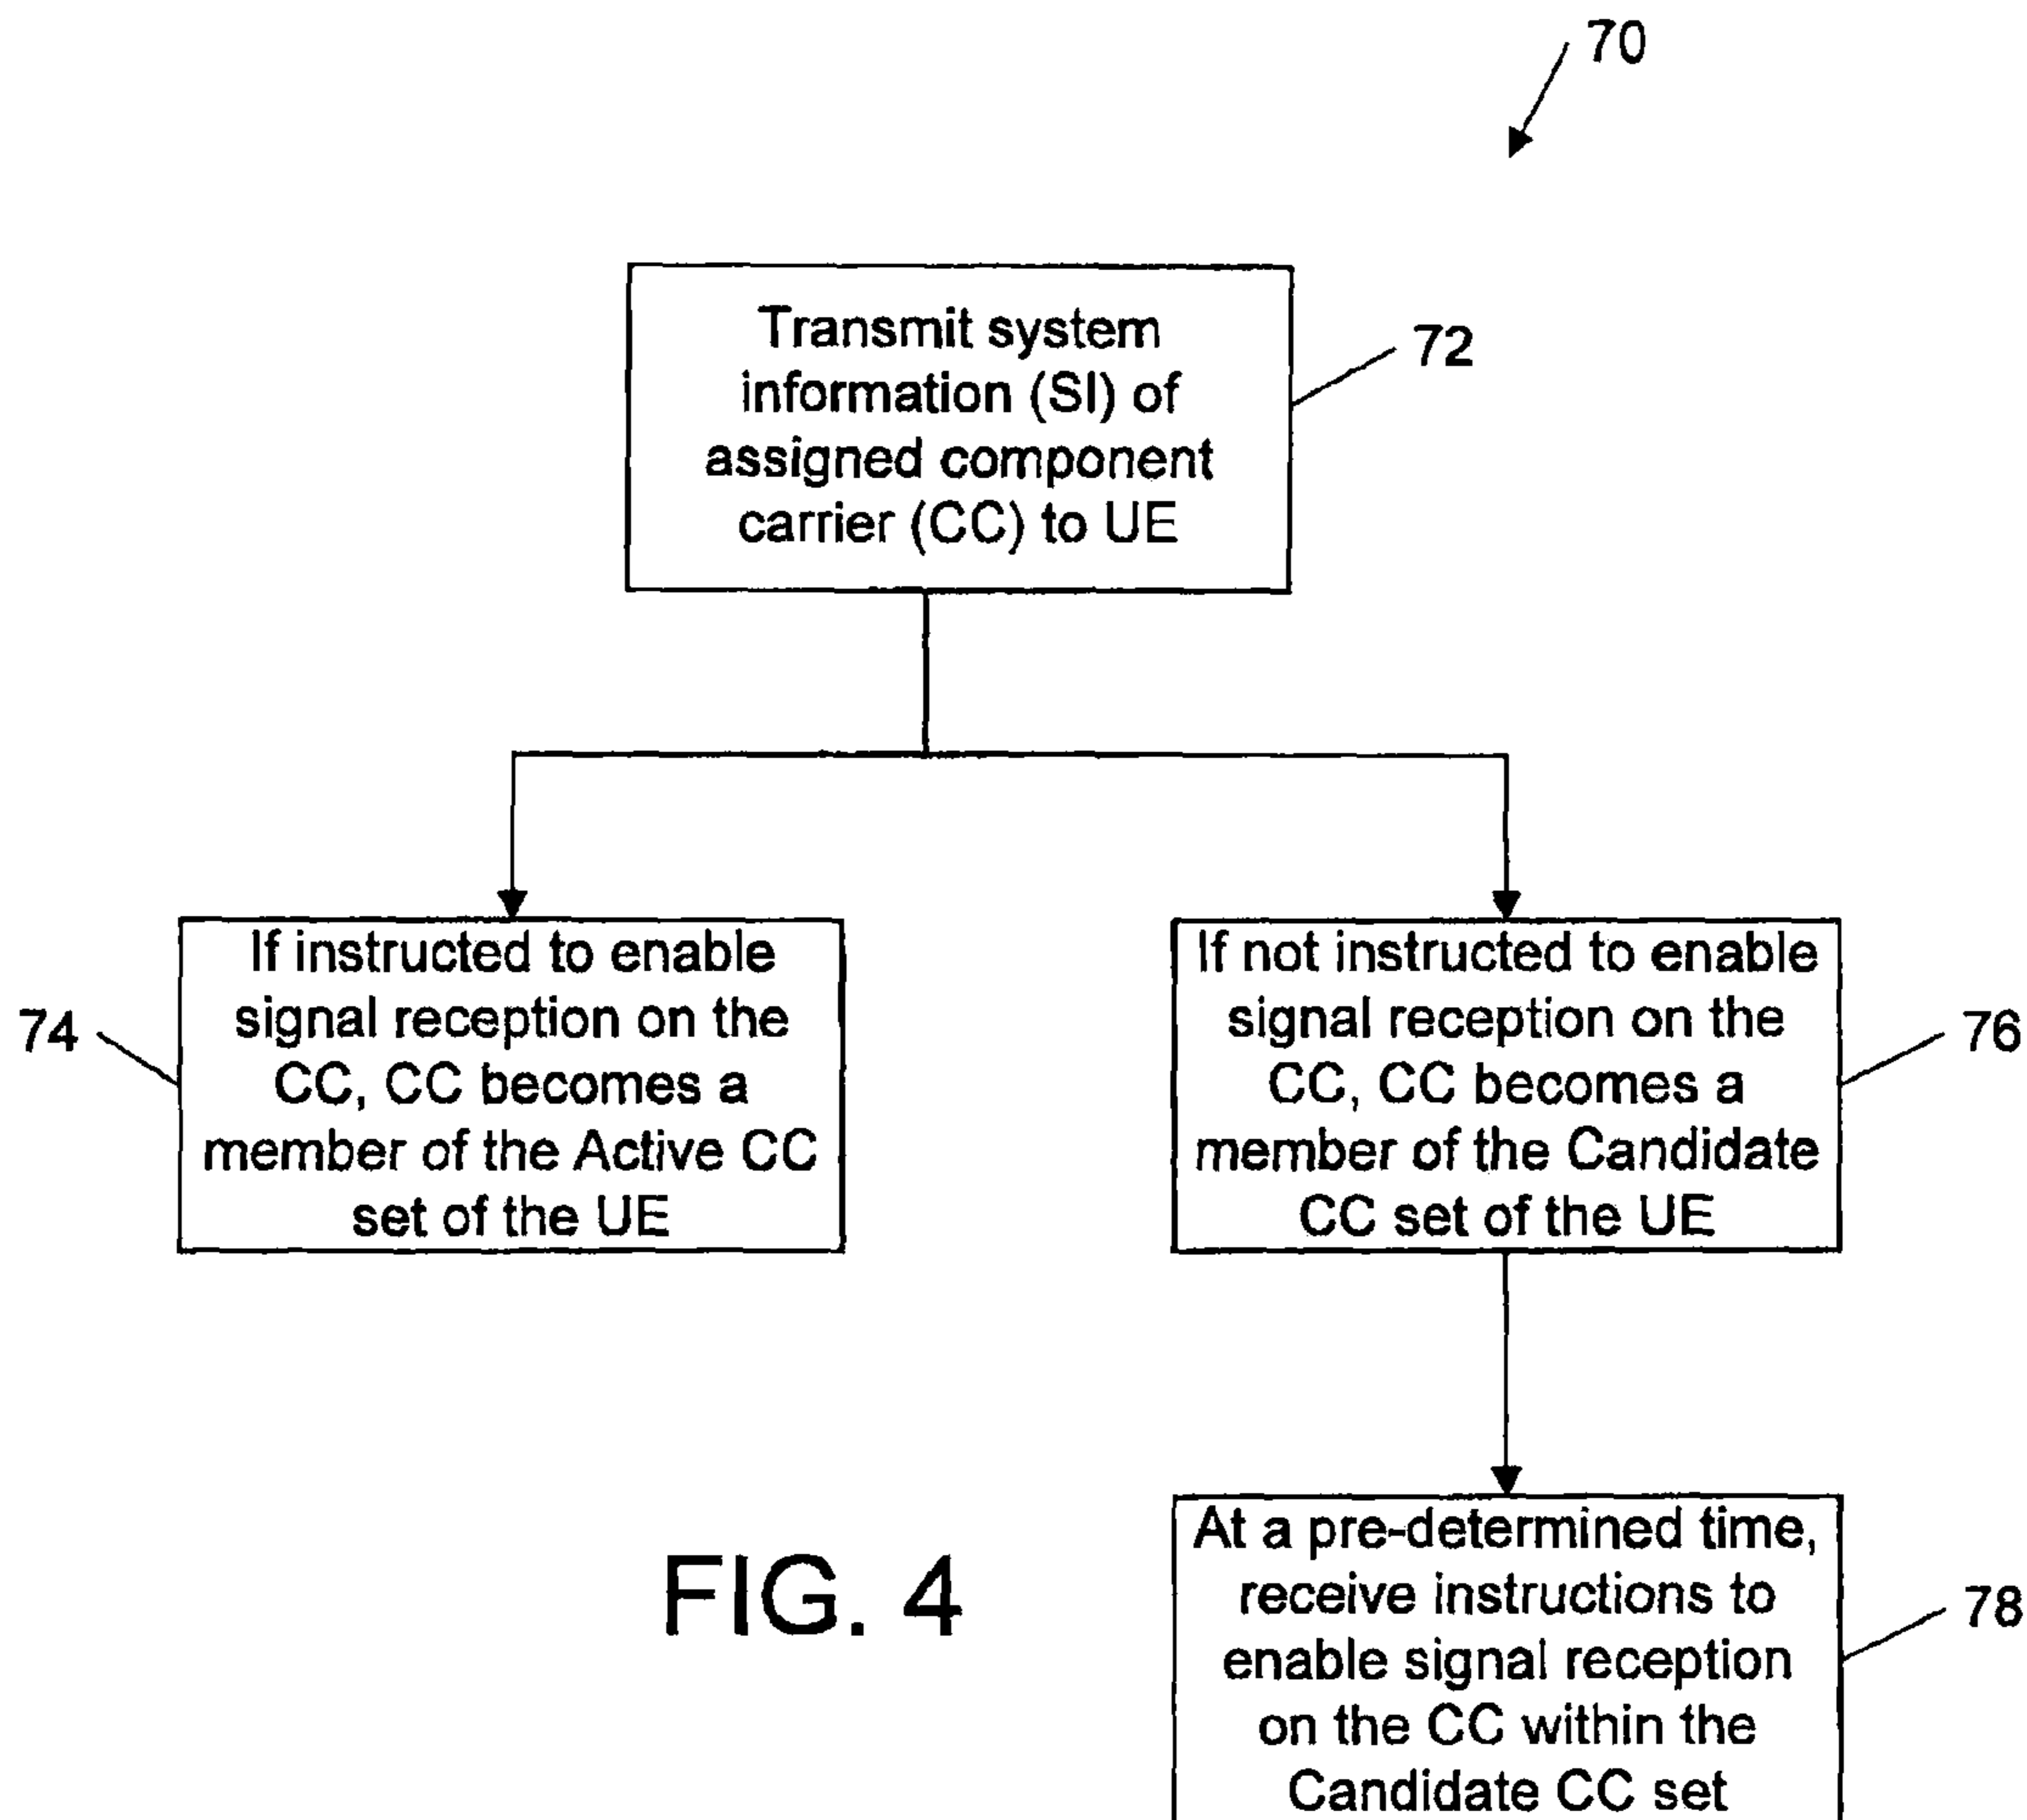 70
Transmit system
information (SI) of
assigned component
carrier (CC) to UE
72
If instructed to enable
signal reception on the
CC, CC becomes a
member of the Active CC
set of the UE
74
If not instructed to enable
signal reception on the
CC, CC becomes a
member of the Candidate
CC set of the UE
76
At a pre-determined time,
receive instructions to
enable signal reception
on the CC within the
Candidate CC set
78
FIG. 4